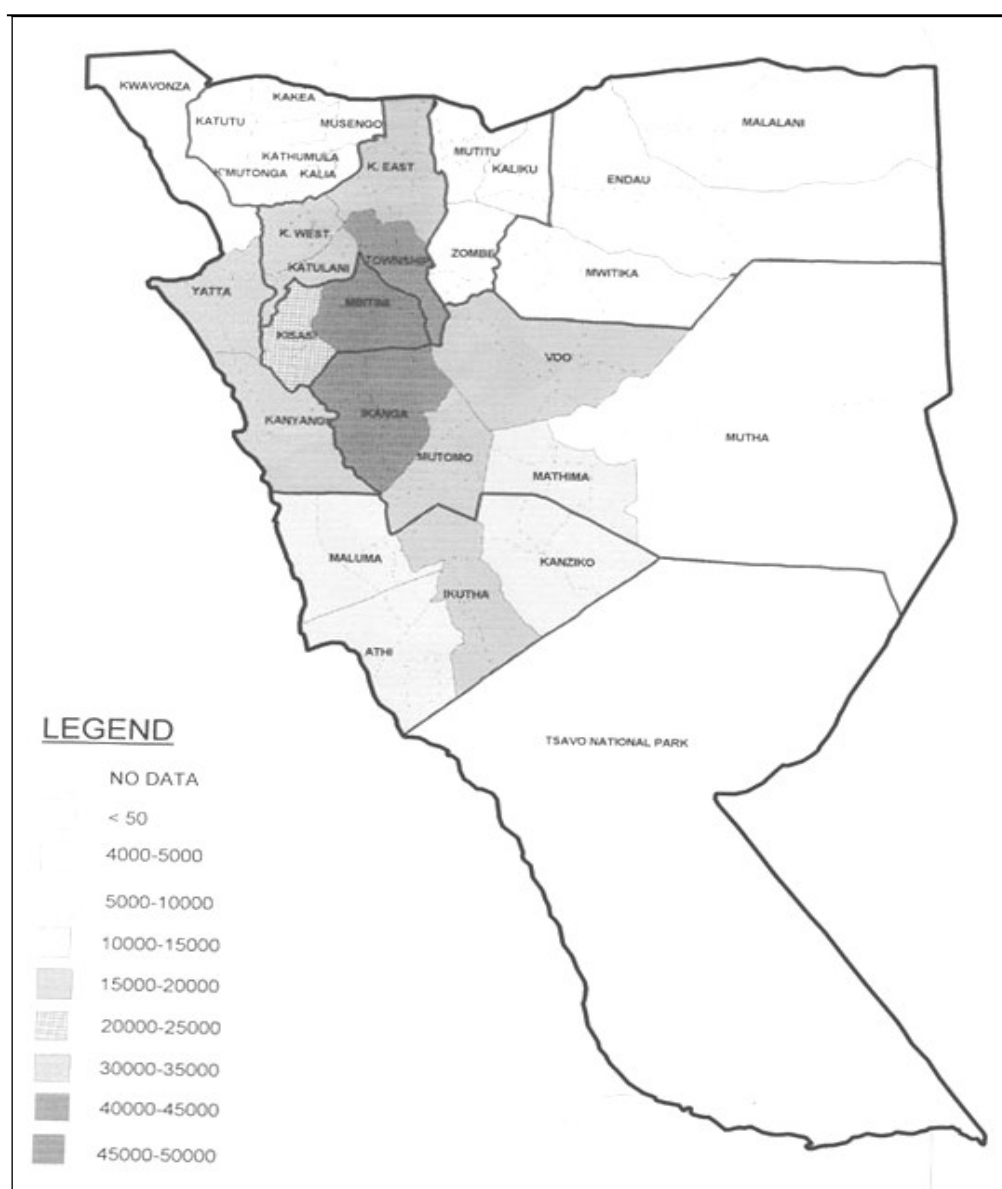 KWAVONZA
KAKEA
KATUTU
MUSENGO
MALALANI
KATHUMULA
K'MUTONGA KALIA
K. EAST
MUTITU
KALIKU
ENDAU
K. WEST
ZOMBE
TOWNSHIP
KATULANI
MWITIKA
YATTA
MBITINI
KISASI
VOO
KANYANGI
IKANGA
MUTHA
MUTOMO
MATHIMA
MALUMA
KANZIKO
IKUTHA
ATHI
TSAVO NATIONAL PARK
LEGEND
NO DATA
< 50
4000-5000
5000-10000
10000-15000
15000-20000
20000-25000
30000-35000
40000-45000
45000-50000